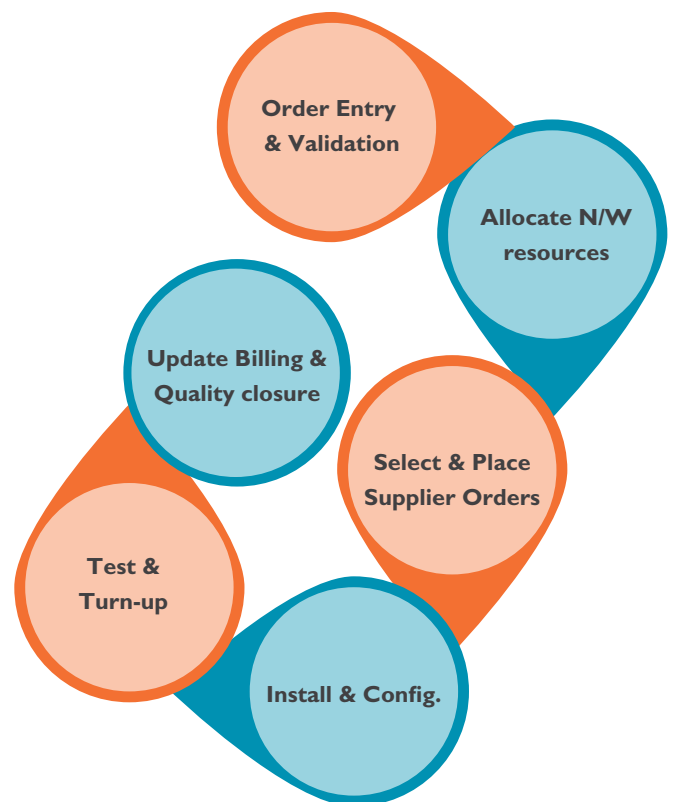 Order Entry
& Validation
Allocate N/W
resources
Select & Place
Supplier Orders
Install & Config.
Test &
Turn-up
Update Billing &
Quality closure